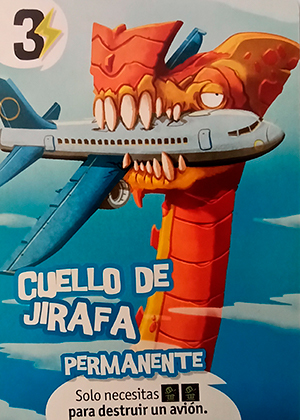 3
CUELLO DE
JIRAFA
PERMANENTE
Solo necesitas
para destruir un avión.